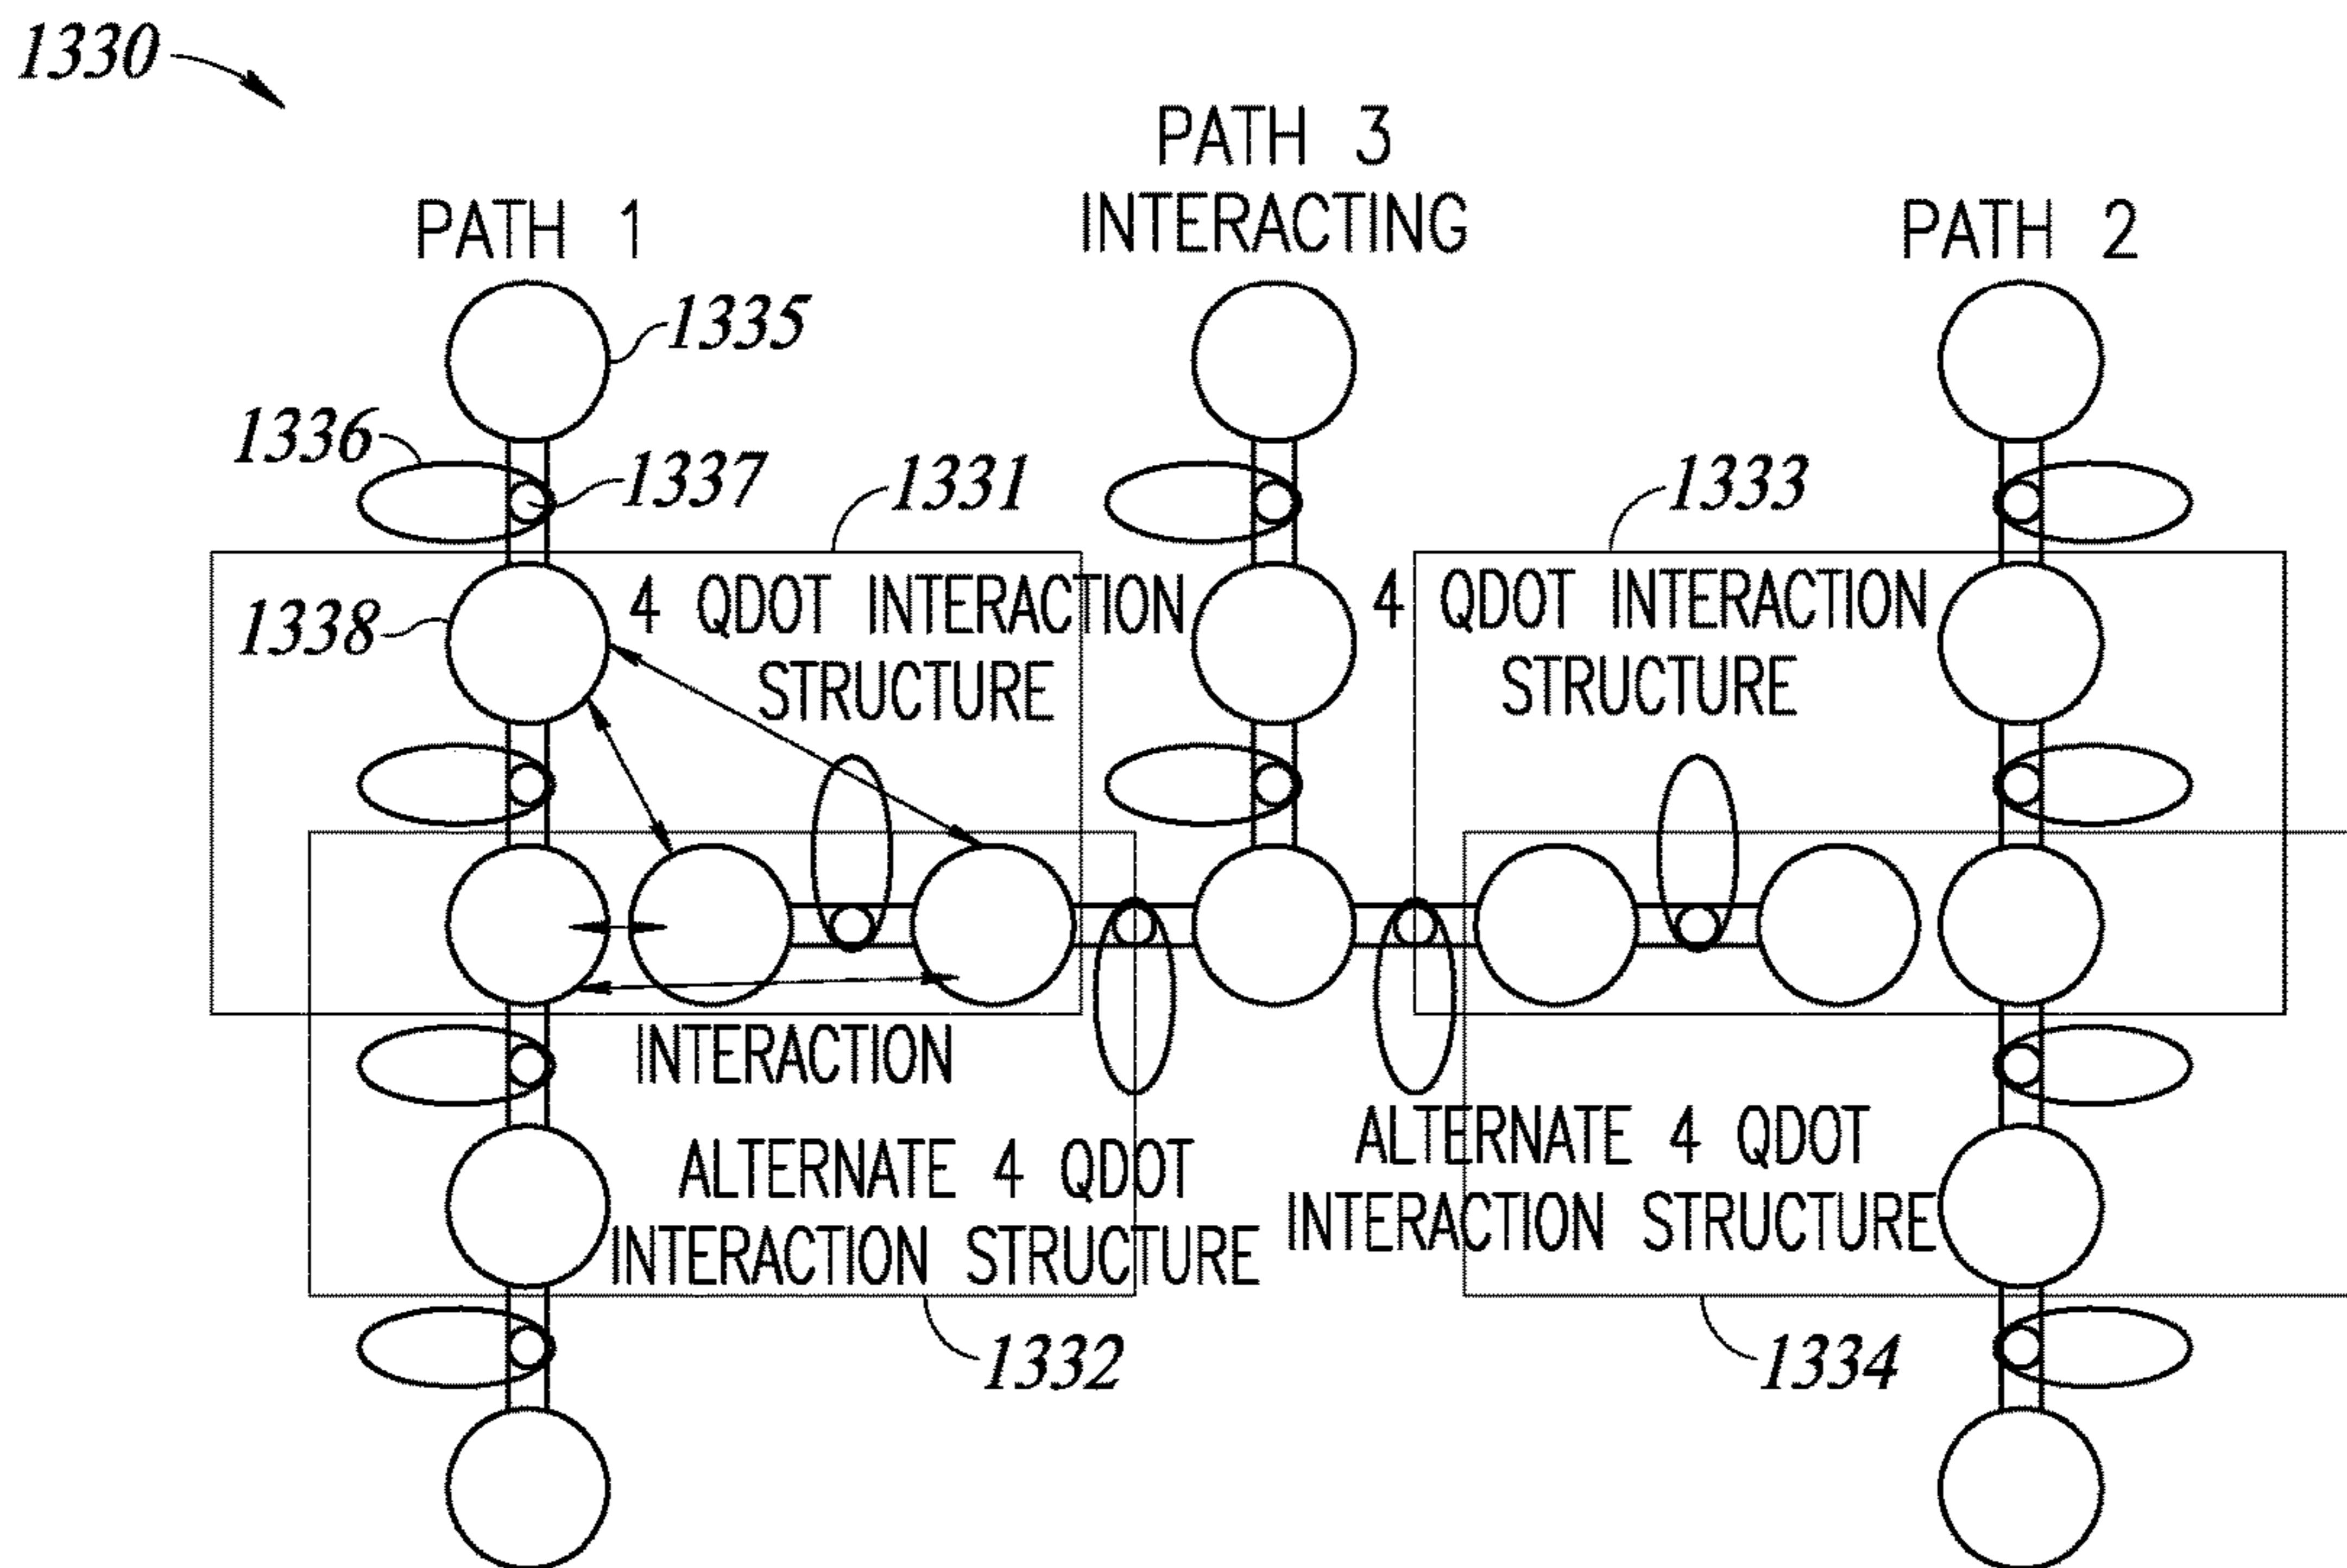 1330
PATH 3
INTERACTING
PATH 1
PATH 2
1335
1336
1337
1331
1333
1338
4 QDOT INTERACTION
STRUCTURE
4 QDOT INTERACTION
STRUCTURE
INTERACTION
ALTERNATE 4 QDOT
INTERACTION STRUCTURE
ALTERNATE 4 QDOT
INTERACTION STRUCTURE
1332
1334